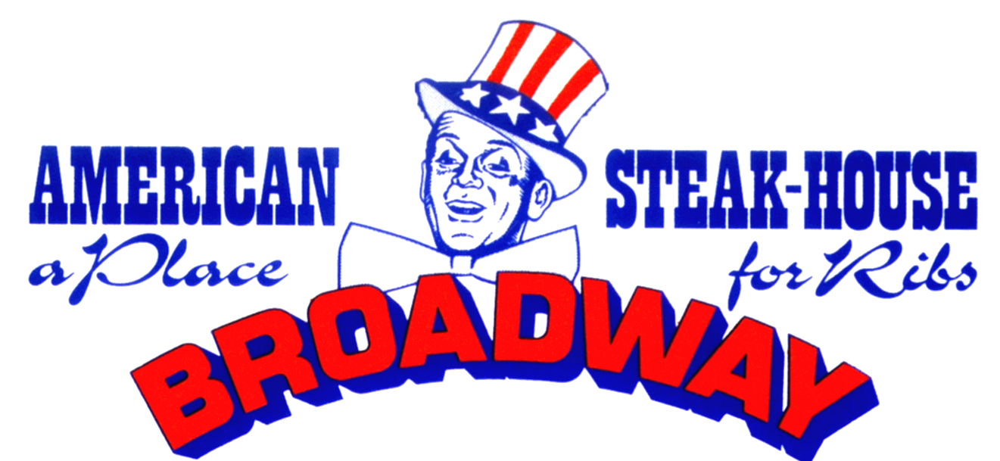 AMERICAN STEAK-HOUSE
a Place for Ribs
BROADWAY